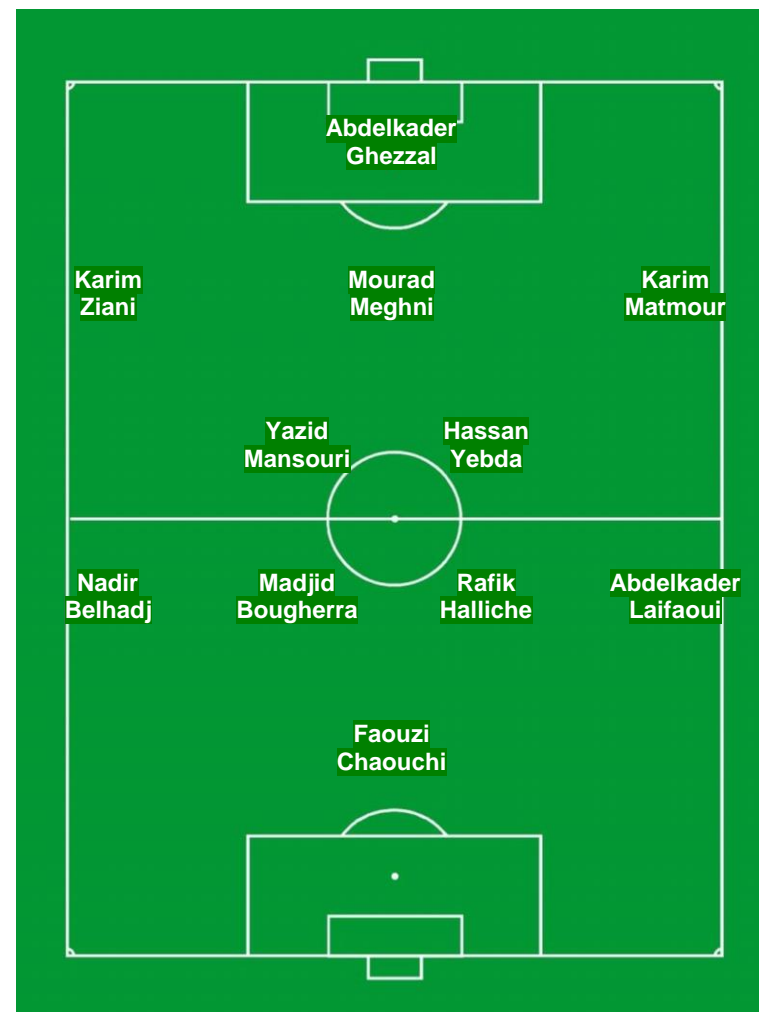 Abdelkader
Ghezzal
Karim
Ziani
Mourad
Meghni
Karim
Matmour
Yazid
Mansouri
Hassan
Yebda
Nadir
Belhadj
Madjid
Bougherra
Rafik
Halliche
Abdelkader
Laifaoui
Faouzi
Chaouchi